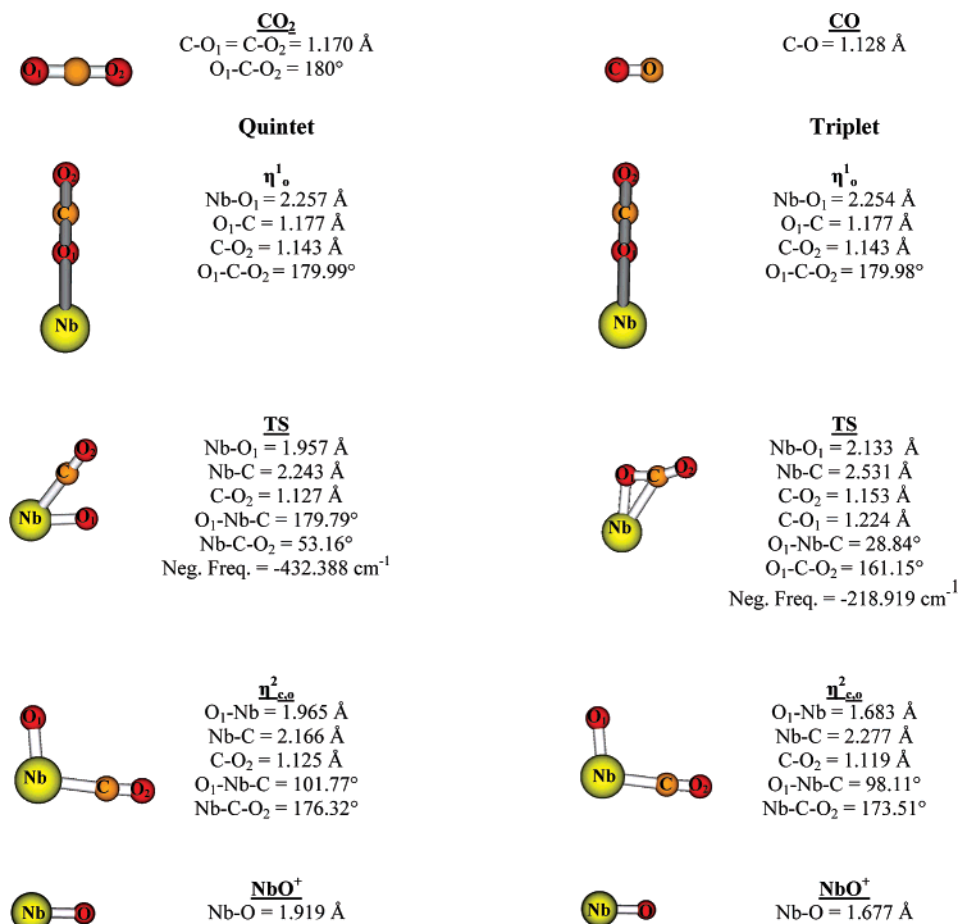 CO₂
C-O₁ = C-O₂ = 1.170 Å
O₁-C-O₂ = 180°
O₁ O₂
CO
C-O = 1.128 Å
C O
Quintet
Triplet
η¹ₒ
Nb-O₁ = 2.257 Å
O₁-C = 1.177 Å
C-O₂ = 1.143 Å
O₁-C-O₂ = 179.99°
O₂
C
O₁
Nb
η¹ₒ
Nb-O₁ = 2.254 Å
O₁-C = 1.177 Å
C-O₂ = 1.143 Å
O₁-C-O₂ = 179.98°
O₂
C
O₁
Nb
TS
Nb-O₁ = 1.957 Å
Nb-C = 2.243 Å
C-O₂ = 1.127 Å
O₁-Nb-C = 179.79°
Nb-C-O₂ = 53.16°
Neg. Freq. = -432.388 cm⁻¹
O₂
C
Nb O₁
TS
Nb-O₁ = 2.133 Å
Nb-C = 2.531 Å
C-O₂ = 1.153 Å
C-O₁ = 1.224 Å
O₁-Nb-C = 28.84°
O₁-C-O₂ = 161.15°
Neg. Freq. = -218.919 cm⁻¹
O₁ C O₂
Nb
η²c,o
O₁-Nb = 1.965 Å
Nb-C = 2.166 Å
C-O₂ = 1.125 Å
O₁-Nb-C = 101.77°
Nb-C-O₂ = 176.32°
O₁
Nb C O₂
η²c,o
O₁-Nb = 1.683 Å
Nb-C = 2.277 Å
C-O₂ = 1.119 Å
O₁-Nb-C = 98.11°
Nb-C-O₂ = 173.51°
O₁
Nb C O₂
NbO⁺
Nb-O = 1.919 Å
Nb O
NbO⁺
Nb-O = 1.677 Å
Nb O